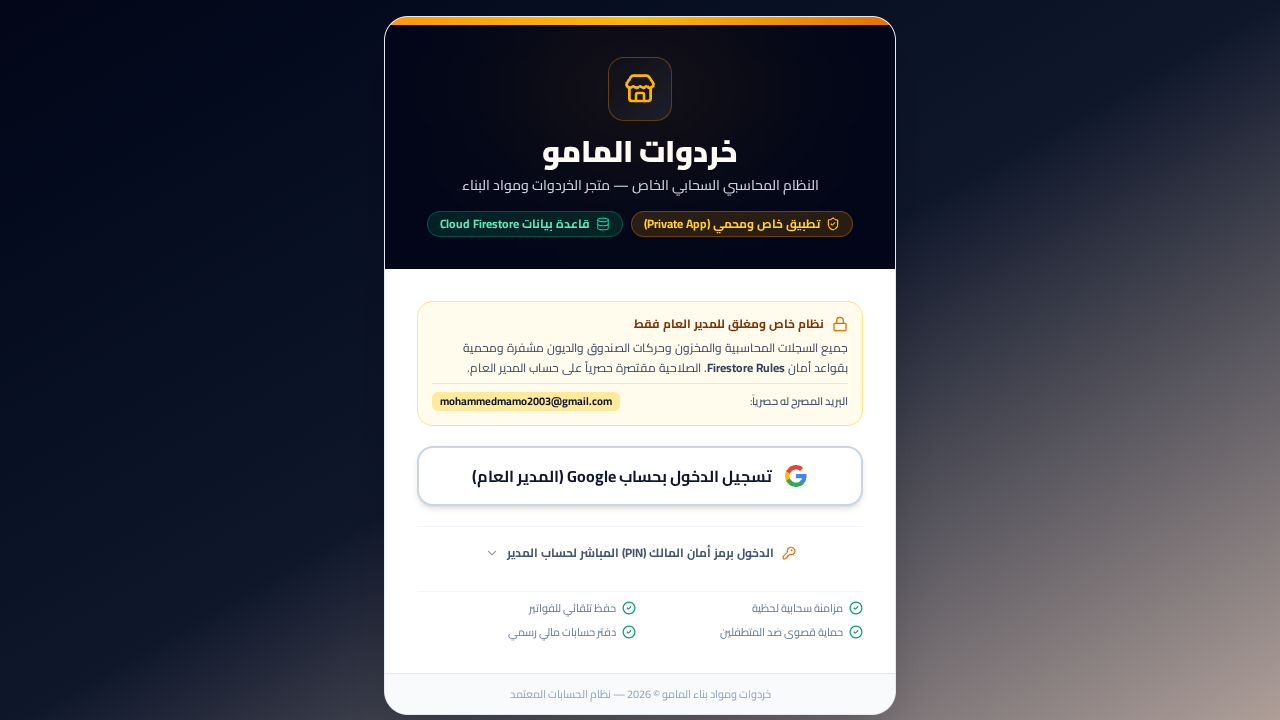 خردوات المامو
النظام المحاسبي السحابي الخاص — متجر الخردوات ومواد البناء
تطبيق خاص ومحمي (Private App)
قاعدة بيانات Cloud Firestore
نظام خاص ومغلق للمدير العام فقط
جميع السجلات المحاسبية والمخزون وحركات الصندوق والديون مشفرة ومحمية
بقواعد أمان Firestore Rules. الصلاحية مقتصرة حصرياً على حساب المدير العام.
البريد المصرح له حصرياً:
mohammedmamo2003@gmail.com
تسجيل الدخول بحساب Google (المدير العام)
الدخول برمز أمان المالك (PIN) المباشر لحساب المدير
مزامنة سحابية لحظية
حفظ تلقائي للفواتير
حماية قصوى ضد المتطفلين
دفتر حسابات مالي رسمي
خردوات ومواد بناء المامو © 2026 — نظام الحسابات المعتمد